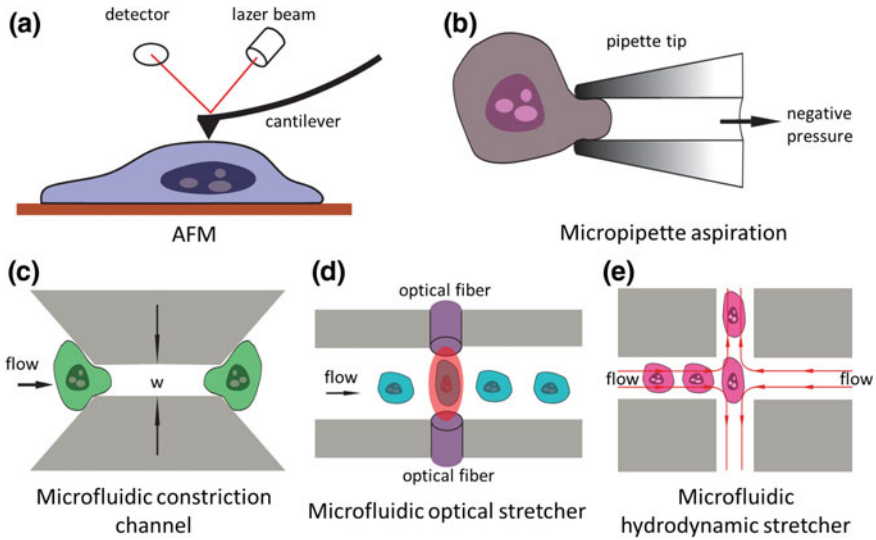 (a)
detector
lazer beam
cantilever
AFM
(b)
pipette tip
negative
pressure
Micropipette aspiration
(c)
flow
w
Microfluidic constriction
channel
(d)
optical fiber
flow
optical fiber
Microfluidic optical stretcher
(e)
flow
flow
Microfluidic
hydrodynamic stretcher